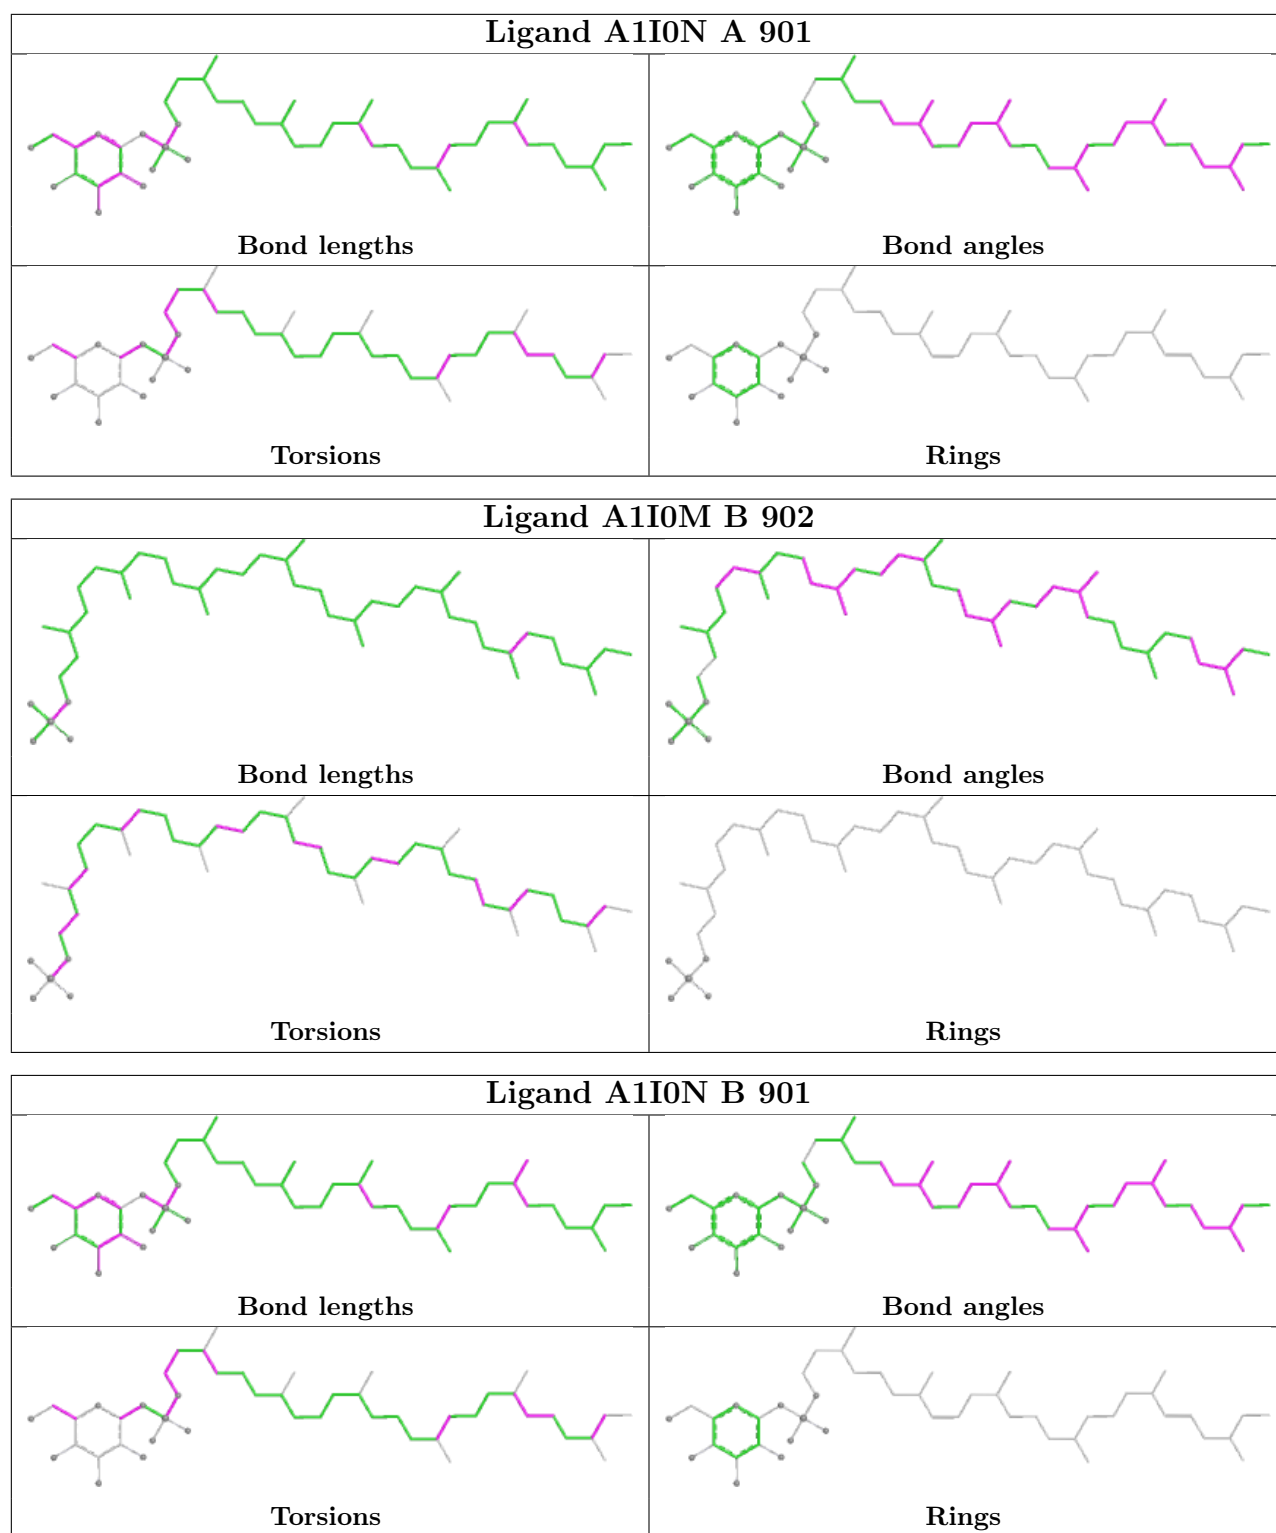 Ligand A1I0N A 901
Bond lengths
Bond angles
Torsions
Rings
Ligand A1I0M B 902
Bond lengths
Bond angles
Torsions
Rings
Ligand A1I0N B 901
Bond lengths
Bond angles
Torsions
Rings